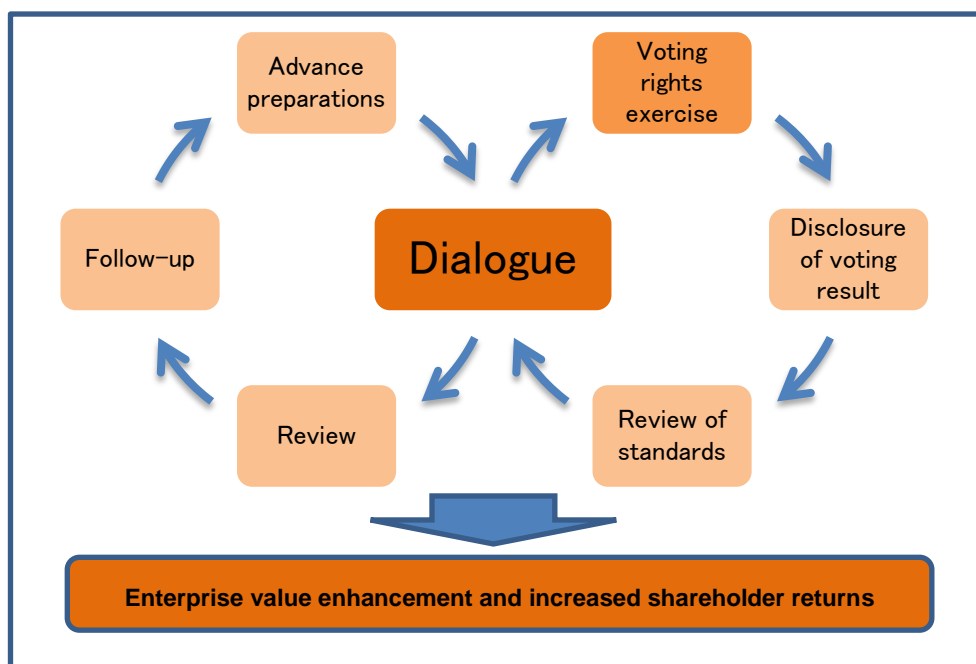 Advance
preparations
Voting
rights
exercise
Follow-up
Dialogue
Disclosure
of voting
result
Review
Review of
standards
Enterprise value enhancement and increased shareholder returns